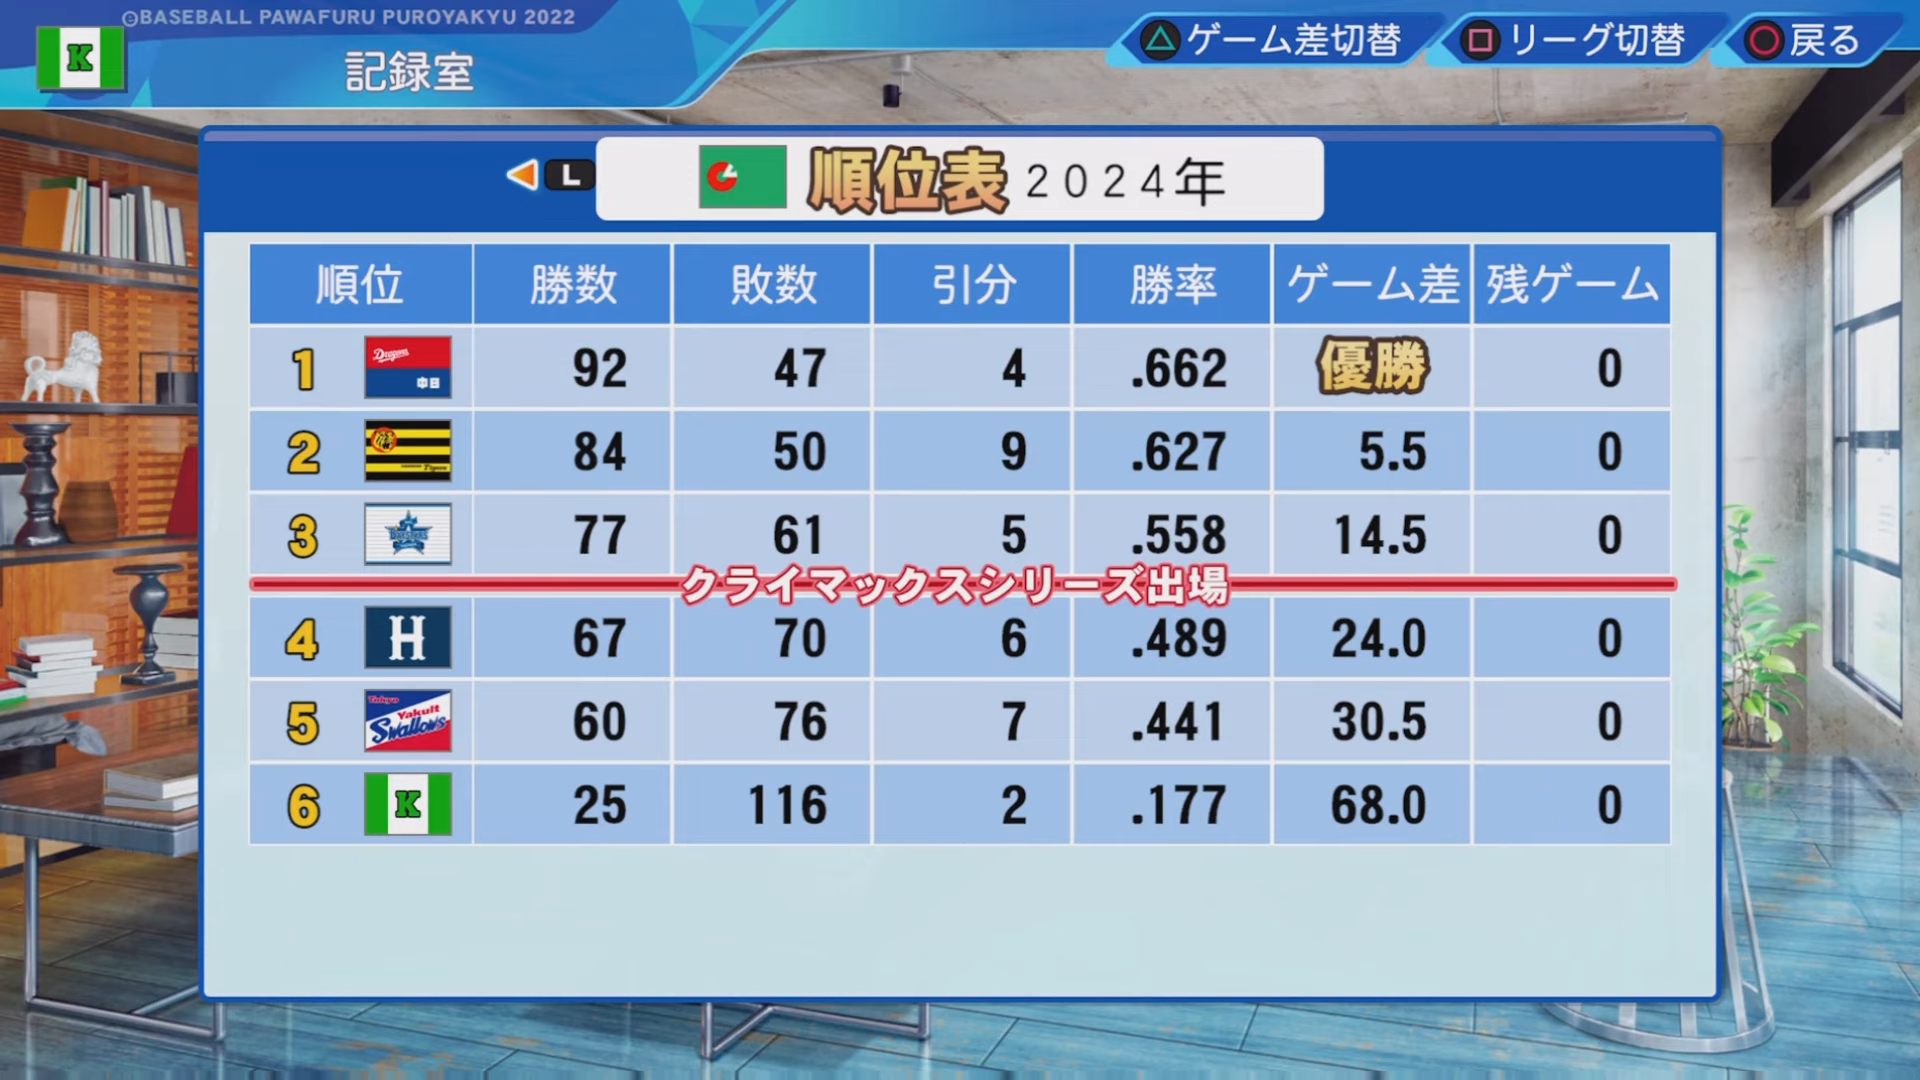 ©BASEBALL PAWAFURU PUROYAKYU 2022
K
記録室
ゲーム差切替
リーグ切替
戻る
L
順位表 2024年
順位 勝数 敗数 引分 勝率 ゲーム差 残ゲーム
1 Dragons 中日 92 47 4 .662 優勝 0
2 Tigers 84 50 9 .627 5.5 0
3 BAYSTARS 77 61 5 .558 14.5 0
クライマックスシリーズ出場
4 H 67 70 6 .489 24.0 0
5 Tokyo Yakult Swallows 60 76 7 .441 30.5 0
6 K 25 116 2 .177 68.0 0